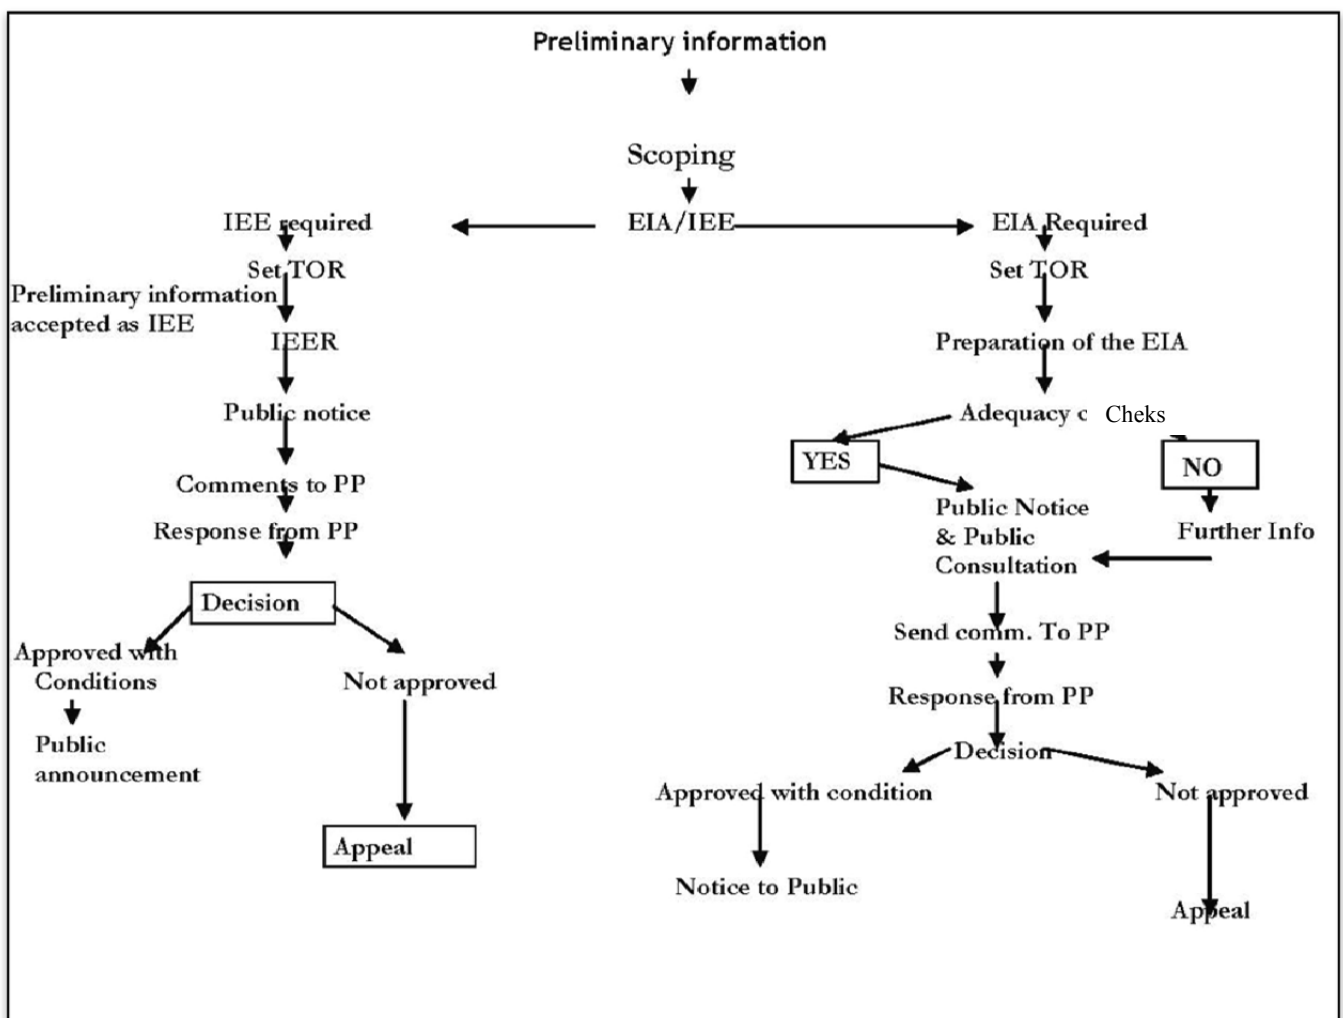 Preliminary information
Scoping
EIA/IEE
IEE required
Set TOR
Preliminary information
accepted as IEE
IEER
Public notice
Comments to PP
Response from PP
Decision
Approved with
Conditions
Public
announcement
Not approved
Appeal
EIA Required
Set TOR
Preparation of the EIA
Adequacy c Cheks
YES
NO
Further Info
Public Notice
& Public
Consultation
Send comm. To PP
Response from PP
Decision
Approved with condition
Notice to Public
Not approved
Appeal